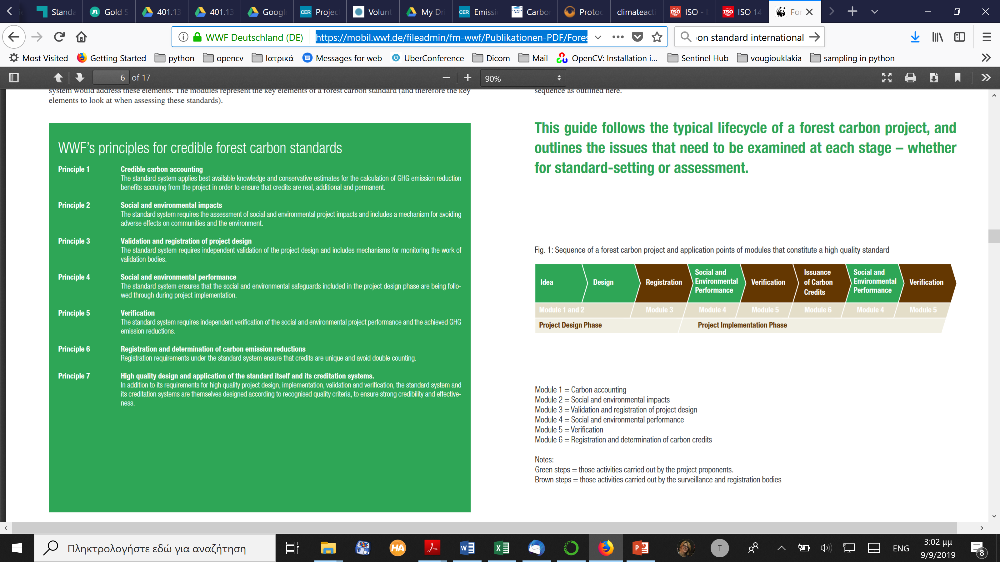 Standa
Gold S
401.13
401.13
Googl
CER Projec
Volunt
My Dri
CER Emissi
CARBON TRUST Carbon
Protoc
climateacti
ISO ISO - I
ISO ISO 14
For
WWF Deutschland (DE)
https://mobil.wwf.de/fileadmin/fm-wwf/Publikationen-PDF/Fores
on standard international
Most Visited
Getting Started
python
opencv
Ιατρικά
Messages for web
UberConference
Dicom
Mail
OpenCV: Installation i...
Sentinel Hub
vougiouklakia
sampling in python
6 of 17
90%
system would address these elements. The modules represent the key elements of a forest carbon standard (and therefore the key
elements to look at when assessing these standards).
WWF's principles for credible forest carbon standards
Principle 1 Credible carbon accounting
The standard system applies best available knowledge and conservative estimates for the calculation of GHG emission reduction
benefits accruing from the project in order to ensure that credits are real, additional and permanent.
Principle 2 Social and environmental impacts
The standard system requires the assessment of social and environmental project impacts and includes a mechanism for avoiding
adverse effects on communities and the environment.
Principle 3 Validation and registration of project design
The standard system requires independent validation of the project design and includes mechanisms for monitoring the work of
validation bodies.
Principle 4 Social and environmental performance
The standard system ensures that the social and environmental safeguards included in the project design phase are being follo-
wed through during project implementation.
Principle 5 Verification
The standard system requires independent verification of the social and environmental project performance and the achieved GHG
emission reductions.
Principle 6 Registration and determination of carbon emission reductions
Registration requirements under the standard system ensure that credits are unique and avoid double counting.
Principle 7 High quality design and application of the standard itself and its creditation systems.
In addition to its requirements for high quality project design, implementation, validation and verification, the standard system and
its creditation systems are themselves designed according to recognised quality criteria, to ensure strong credibility and effective-
ness.
sequence as outlined here.
This guide follows the typical lifecycle of a forest carbon project, and
outlines the issues that need to be examined at each stage – whether
for standard-setting or assessment.
Fig. 1: Sequence of a forest carbon project and application points of modules that constitute a high quality standard
Idea
Design
Registration
Social and
Environmental
Performance
Verification
Issuance
of Carbon
Credits
Social and
Environmental
Performance
Verification
Module 1 and 2
Module 3
Module 4
Module 5
Module 6
Module 4
Module 5
Project Design Phase
Project Implementation Phase
Module 1 = Carbon accounting
Module 2 = Social and environmental impacts
Module 3 = Validation and registration of project design
Module 4 = Social and environmental performance
Module 5 = Verification
Module 6 = Registration and determination of carbon credits
Notes:
Green steps = those activities carried out by the project proponents.
Brown steps = those activities carried out by the surveillance and registration bodies
Πληκτρολογήστε εδώ για αναζήτηση
64
HA
W
X
P
T
ENG
3:02 μμ
9/9/2019
8